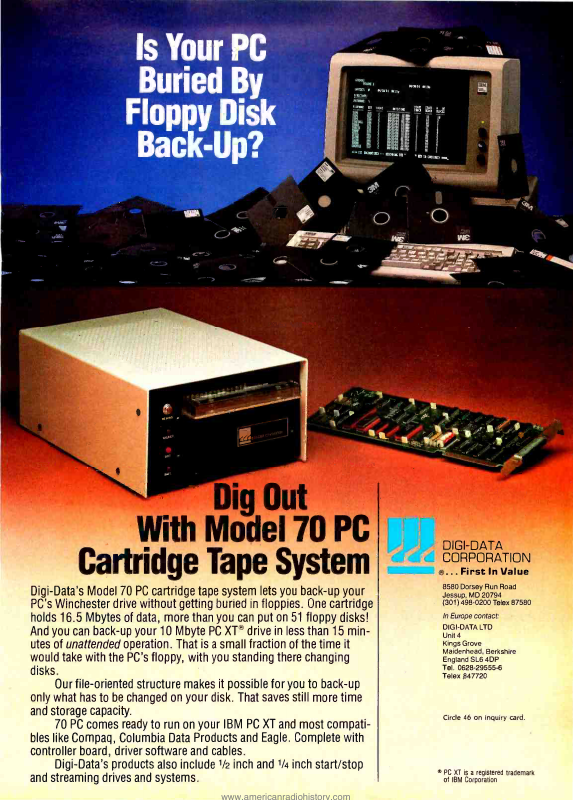 Is Your PC
Buried By
Floppy Disk
Back-Up?
3M
3M
3M
Dig Out
With Model 70 PC
Cartridge Tape System
Digi-Data's Model 70 PC cartridge tape system lets you back-up your
PC's Winchester drive without getting buried in floppies. One cartridge
holds 16.5 Mbytes of data, more than you can put on 51 floppy disks!
And you can back-up your 10 Mbyte PC XT® drive in less than 15 min-
utes of unattended operation. That is a small fraction of the time it
would take with the PC's floppy, with you standing there changing
disks.
Our file-oriented structure makes it possible for you to back-up
only what has to be changed on your disk. That saves still more time
and storage capacity.
70 PC comes ready to run on your IBM PC XT and most compati-
bles like Compaq, Columbia Data Products and Eagle. Complete with
controller board, driver software and cables.
Digi-Data's products also include 1/2 inch and 1/4 inch start/stop
and streaming drives and systems.
DIGI-DATA
CORPORATION
®... First In Value
8580 Dorsey Run Road
Jessup, MD 20794
(301) 498-0200 Telex 87580
In Europe contact:
DIGI-DATA LTD
Unit 4
Kings Grove
Maidenhead, Berkshire
England SL6 4DP
Tel. 0628-29555-6
Telex 847720
Circle 46 on inquiry card.
® PC XT is a registered trademark
of IBM Corporation
www.americanradiohistory.com